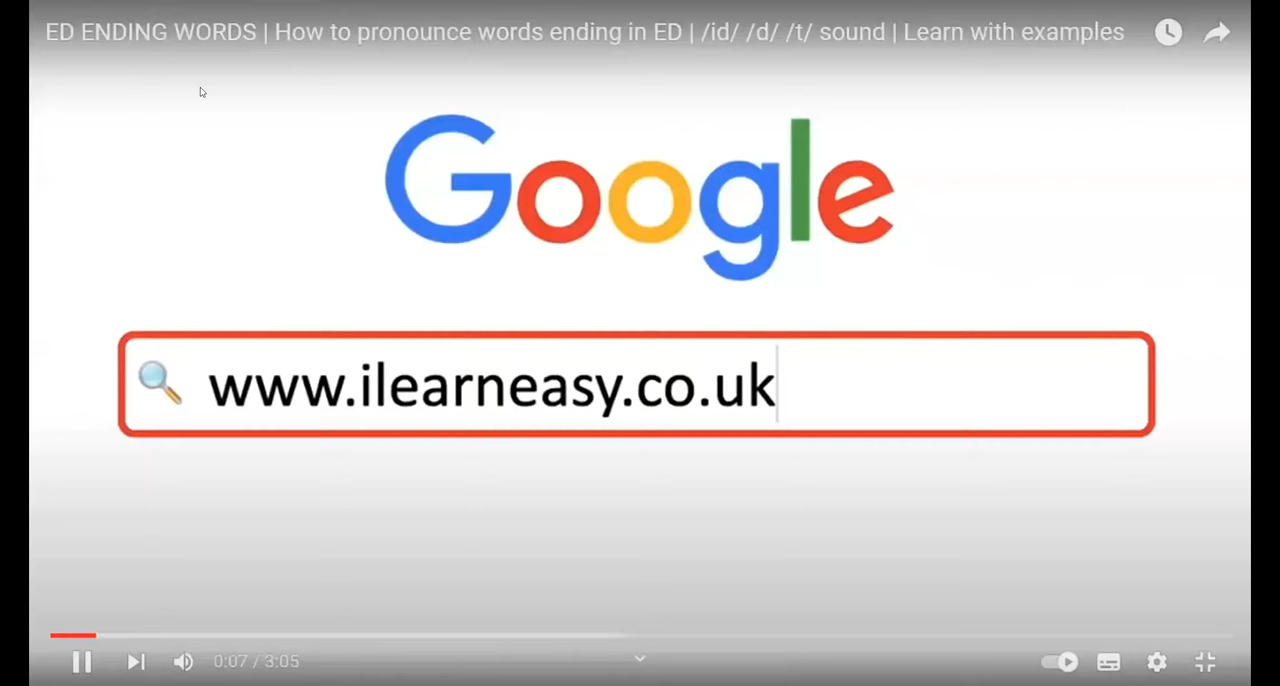 ED ENDING WORDS | How to pronounce words ending in ED | /id/ /d/ /t/ sound | Learn with examples
Google
www.ilearneasy.co.uk
0:07 / 3:05